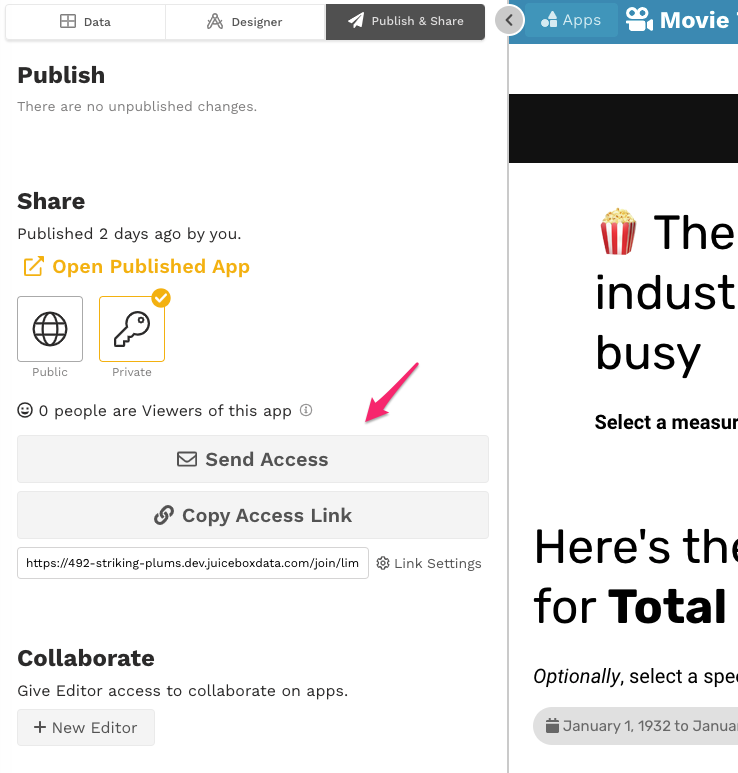 Data
Designer
Publish & Share
Apps
Movie
Publish
There are no unpublished changes.
Share
Published 2 days ago by you.
Open Published App
Public
Private
0 people are Viewers of this app
Send Access
Copy Access Link
https://492-striking-plums.dev.juiceboxdata.com/join/lim
Link Settings
Collaborate
Give Editor access to collaborate on apps.
+ New Editor
The
indust
busy
Select a measur
Here's the
for Total
Optionally, select a spe
January 1, 1932 to Janua